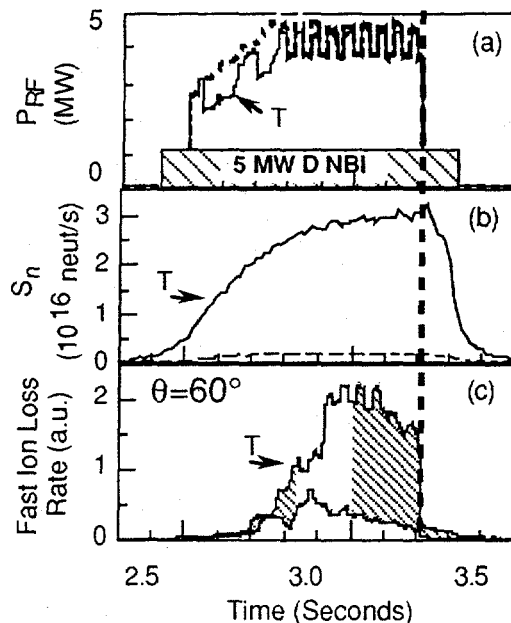 5
(a)
P_RF
(MW)
T
0
5 MW D NBI
3
(b)
S_n
(10^16 neut/s)
2
T
1
0
θ=60°
(c)
2
Fast Ion Loss
Rate (a.u.)
T
1
0
2.5 3.0 3.5
Time (Seconds)